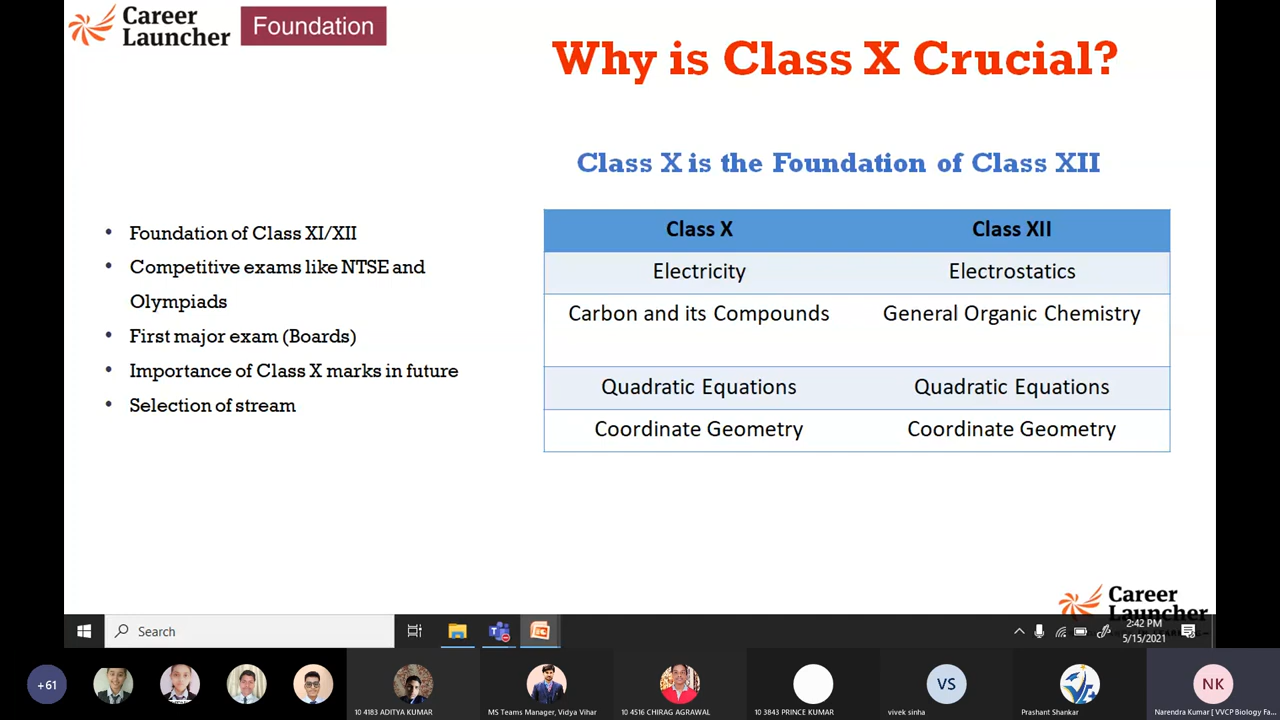 Career
Launcher
Foundation
Why is Class X Crucial?
Class X is the Foundation of Class XII
• Foundation of Class XI/XII
• Competitive exams like NTSE and
Olympiads
• First major exam (Boards)
• Importance of Class X marks in future
• Selection of stream
Class X Class XII
Electricity Electrostatics
Carbon and its Compounds General Organic Chemistry
Quadratic Equations Quadratic Equations
Coordinate Geometry Coordinate Geometry
Career
Launcher
Search
2:42 PM
5/15/2021
+61
VS
NK
10 4183 ADITYA KUMAR
MS Teams Manager, Vidya Vihar
10 4516 CHIRAG AGRAWAL
10 3843 PRINCE KUMAR
vivek sinha
Prashant Shankar
Narendra Kumar [ VVCP Biology Fa...